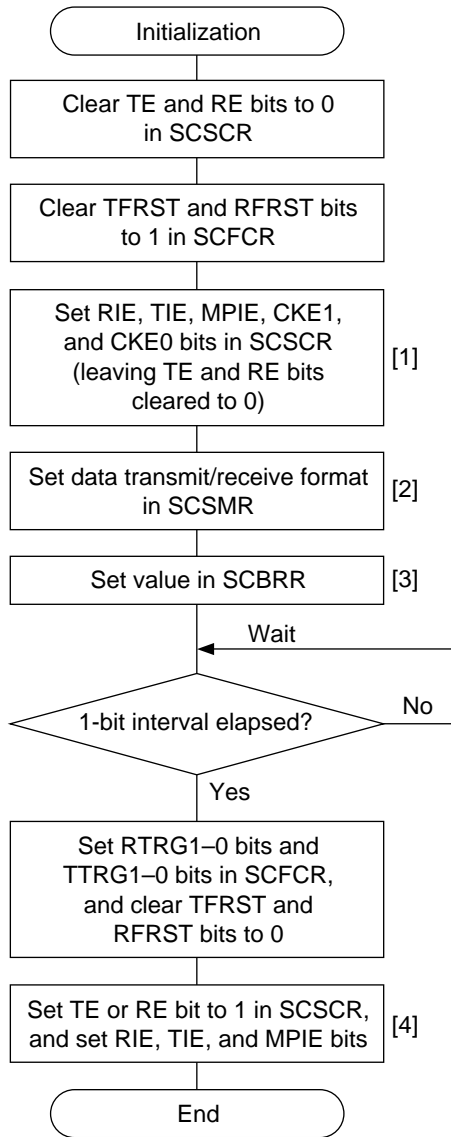 Initialization
Clear TE and RE bits to 0
in SCSCR
Clear TFRST and RFRST bits
to 1 in SCFCR
Set RIE, TIE, MPIE, CKE1,
and CKE0 bits in SCSCR
(leaving TE and RE bits
cleared to 0)
[1]
Set data transmit/receive format
in SCSMR
[2]
Set value in SCBRR
[3]
Wait
1-bit interval elapsed?
No
Yes
Set RTRG1–0 bits and
TTRG1–0 bits in SCFCR,
and clear TFRST and
RFRST bits to 0
Set TE or RE bit to 1 in SCSCR,
and set RIE, TIE, and MPIE bits
[4]
End